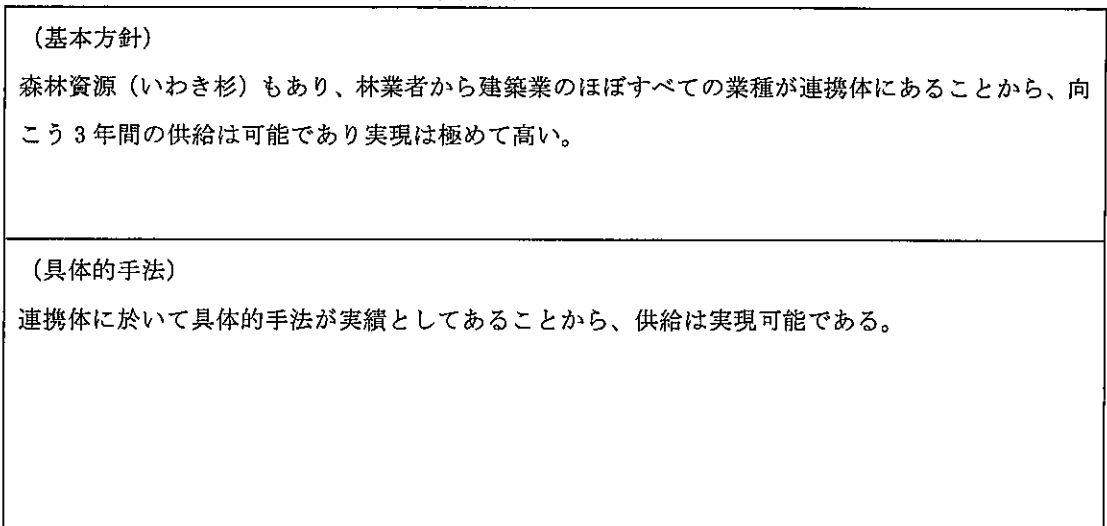 （基本方針）
森林資源（いわき杉）もあり、林業者から建築業のほぼすべての業種が連携体にあることから、向
こう３年間の供給は可能であり実現は極めて高い。
（具体的手法）
連携体に於いて具体的手法が実績としてあることから、供給は実現可能である。